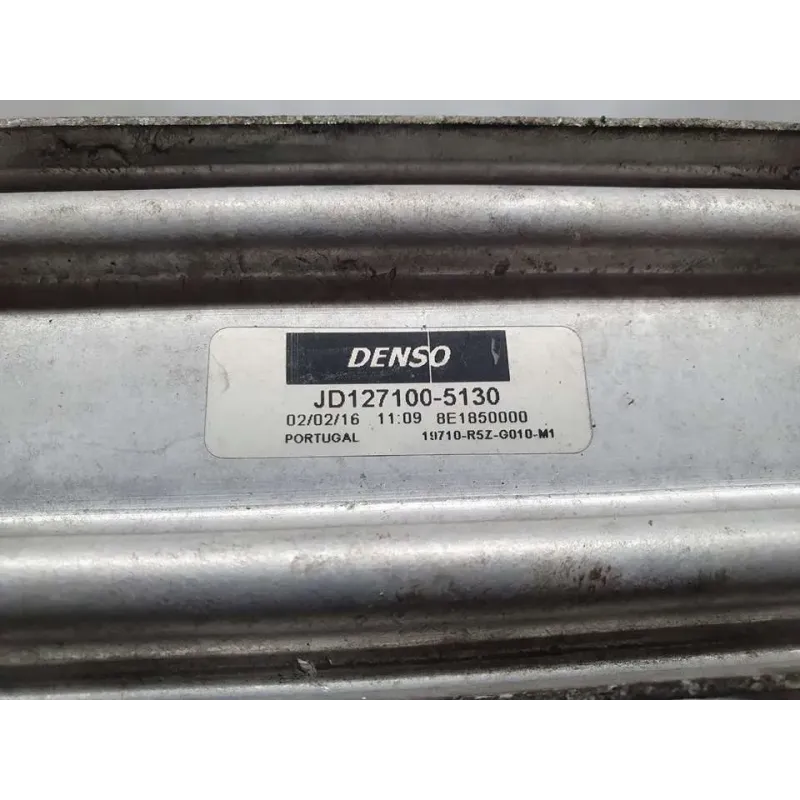 DENSO
JD127100-5130
02/02/16 11:09 8E1850000
PORTUGAL 19710-R5Z-G010-M1